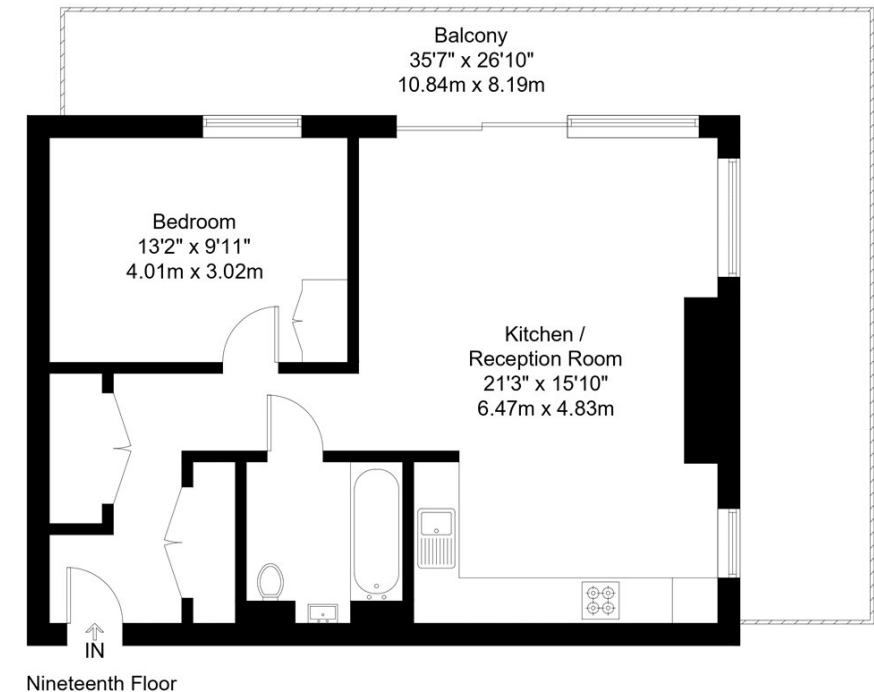 Balcony
35'7" x 26'10"
10.84m x 8.19m
Bedroom
13'2" x 9'11"
4.01m x 3.02m
Kitchen /
Reception Room
21'3" x 15'10"
6.47m x 4.83m
IN
Nineteenth Floor